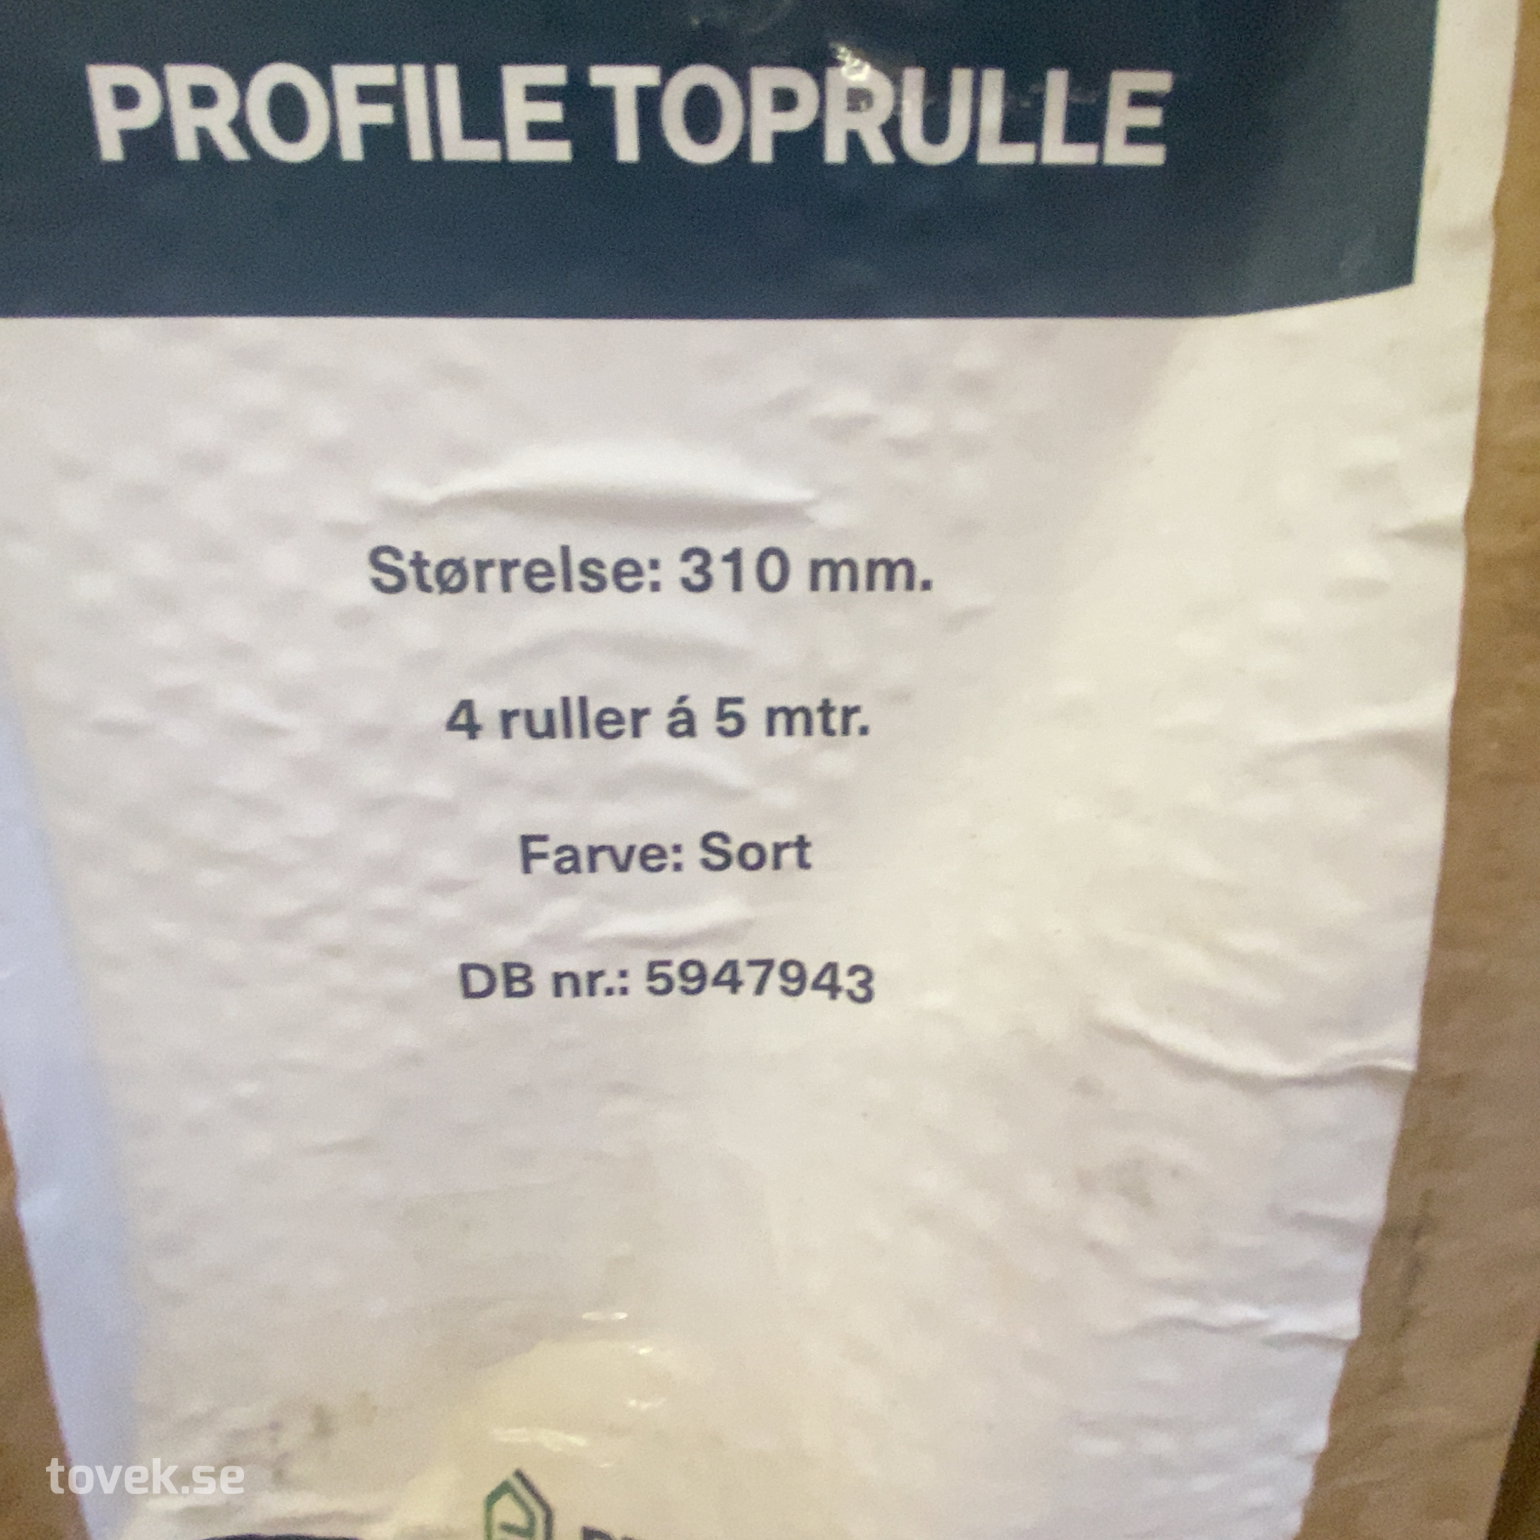 PROFILE TOPRULLE
Størrelse: 310 mm.
4 ruller á 5 mtr.
Farve: Sort
DB nr.: 5947943
tovek.se